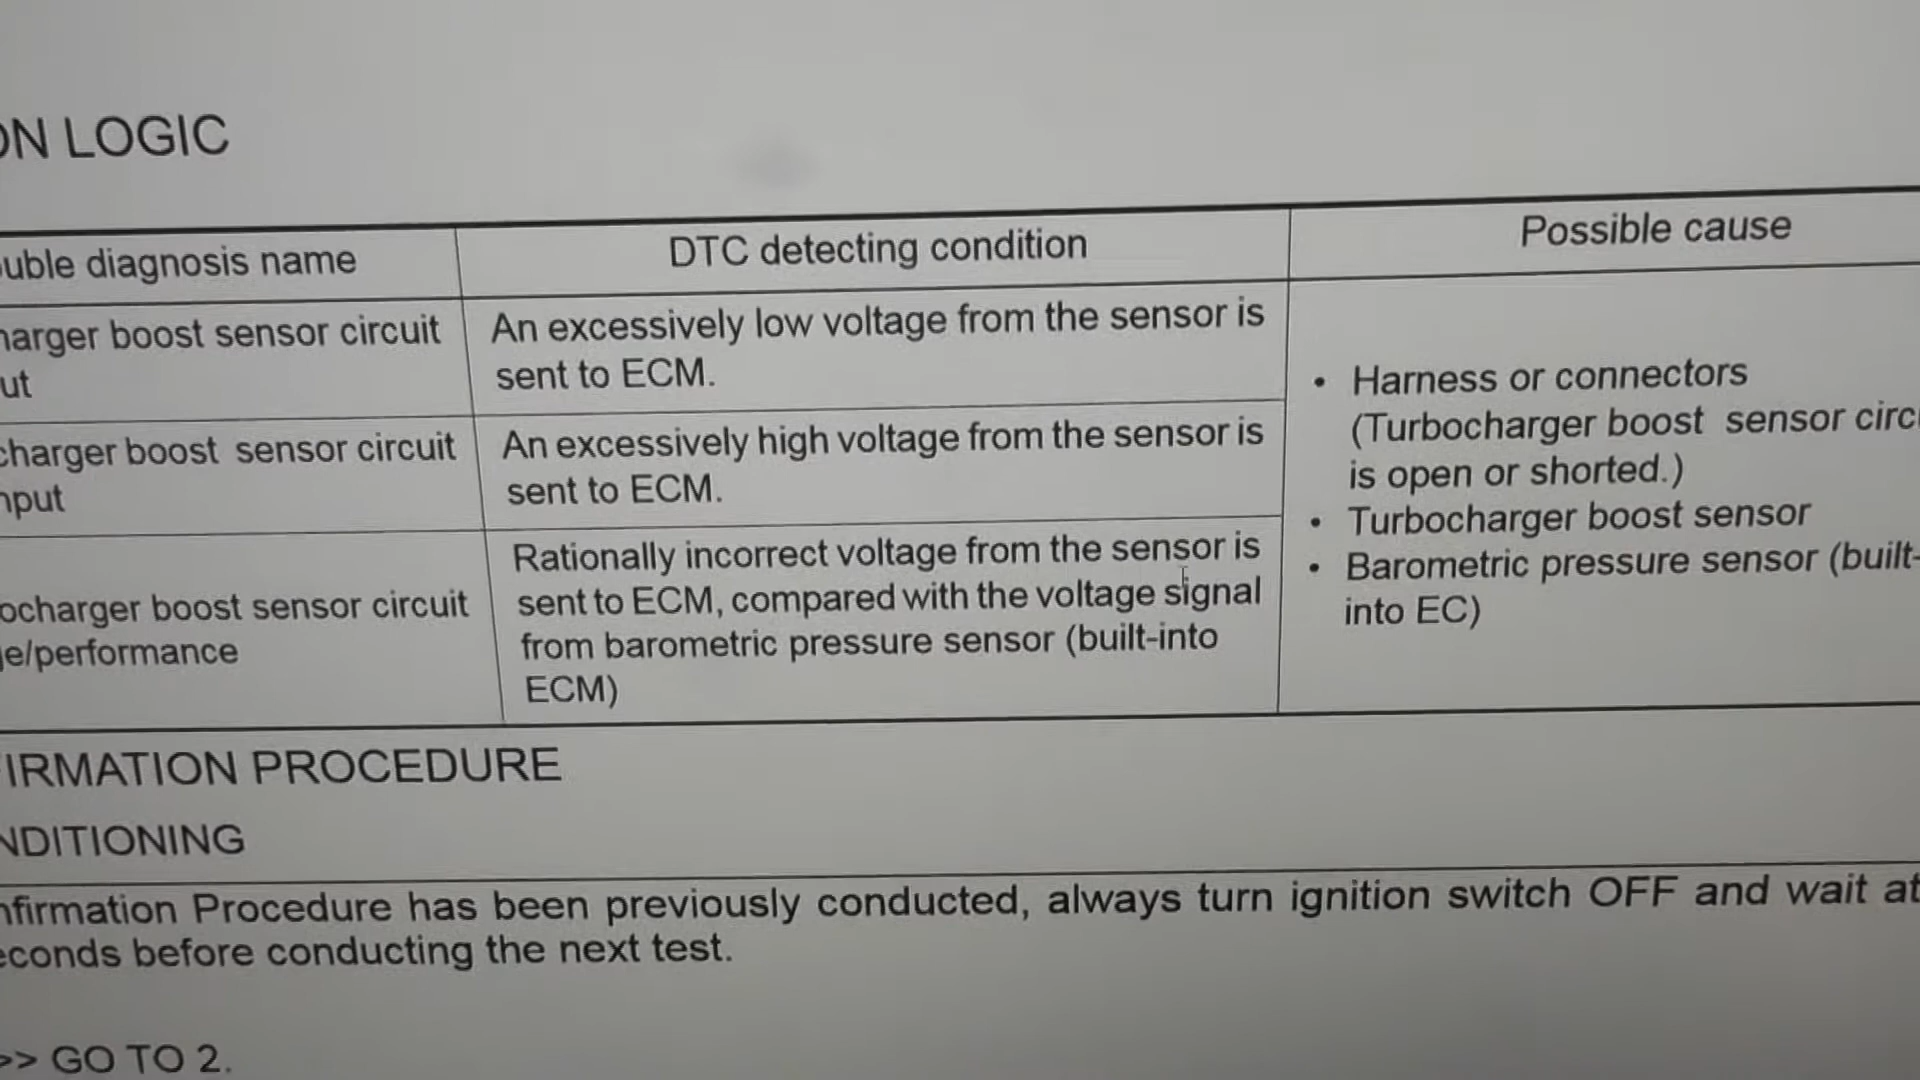 ON LOGIC
uble diagnosis name
DTC detecting condition
Possible cause
harger boost sensor circuit
ut
An excessively low voltage from the sensor is
sent to ECM.
charger boost sensor circuit
nput
An excessively high voltage from the sensor is
sent to ECM.
ocharger boost sensor circuit
e/performance
Rationally incorrect voltage from the sensor is
sent to ECM, compared with the voltage signal
from barometric pressure sensor (built-into
ECM)
• Harness or connectors
(Turbocharger boost sensor circ
is open or shorted.)
• Turbocharger boost sensor
• Barometric pressure sensor (built-
into EC)
FIRMATION PROCEDURE
NDITIONING
nfirmation Procedure has been previously conducted, always turn ignition switch OFF and wait at
econds before conducting the next test.
>> GO TO 2.